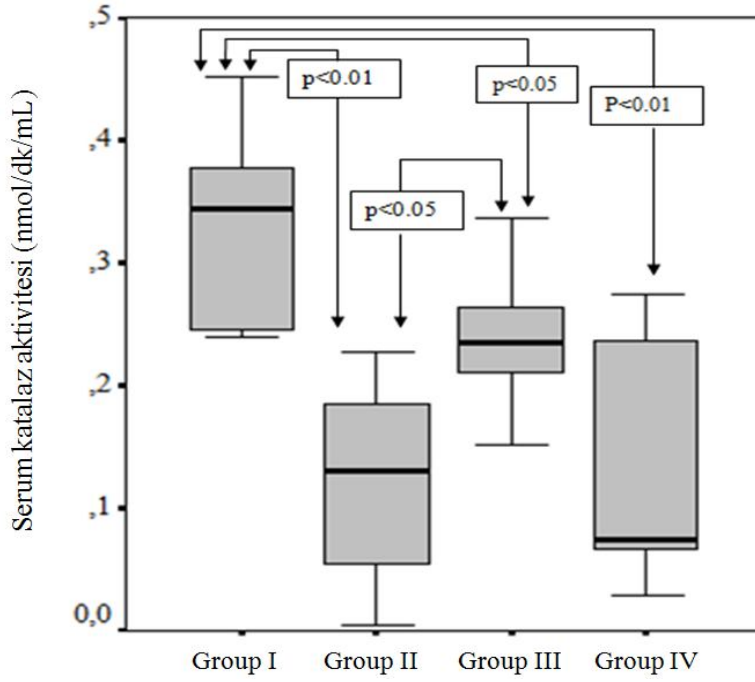 Serum katalaz aktivitesi (nmol/dk/mL)
,5
,4
,3
,2
,1
0,0
p<0.01
p<0.05
P<0.01
p<0.05
Group I
Group II
Group III
Group IV